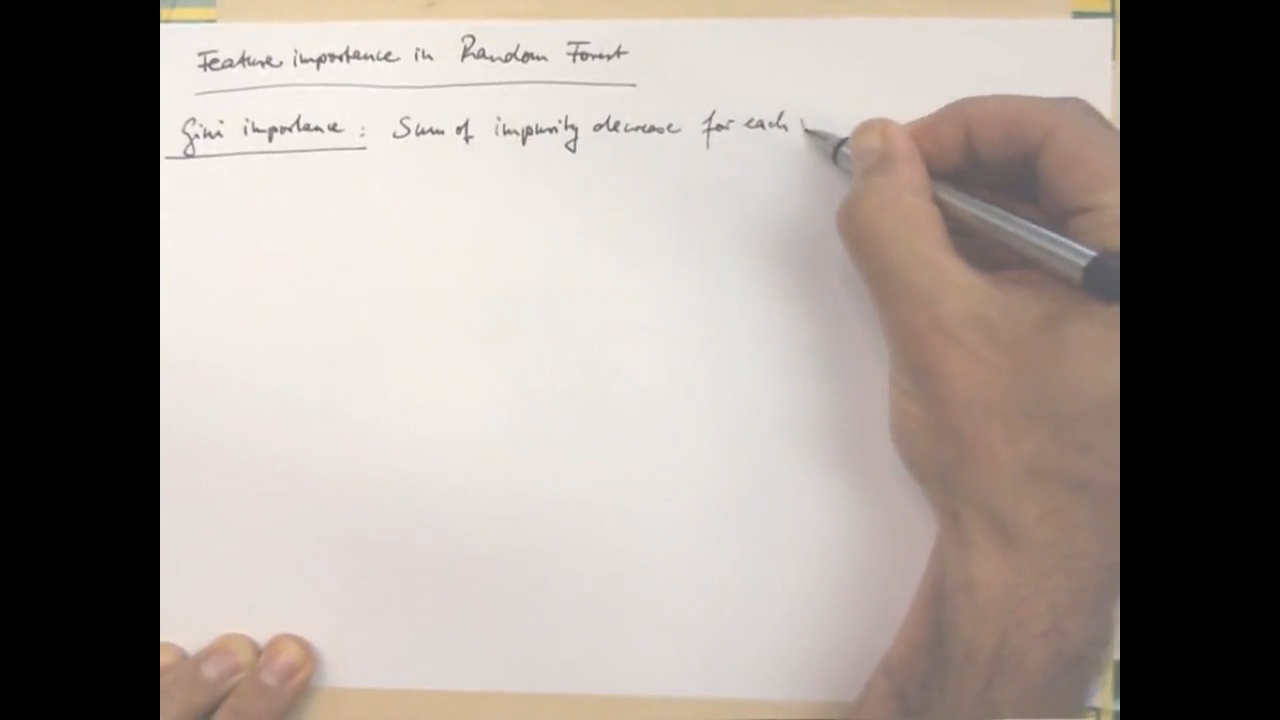 Feature importance in Random Forest
Gini importance : Sum of impurity decrease for each